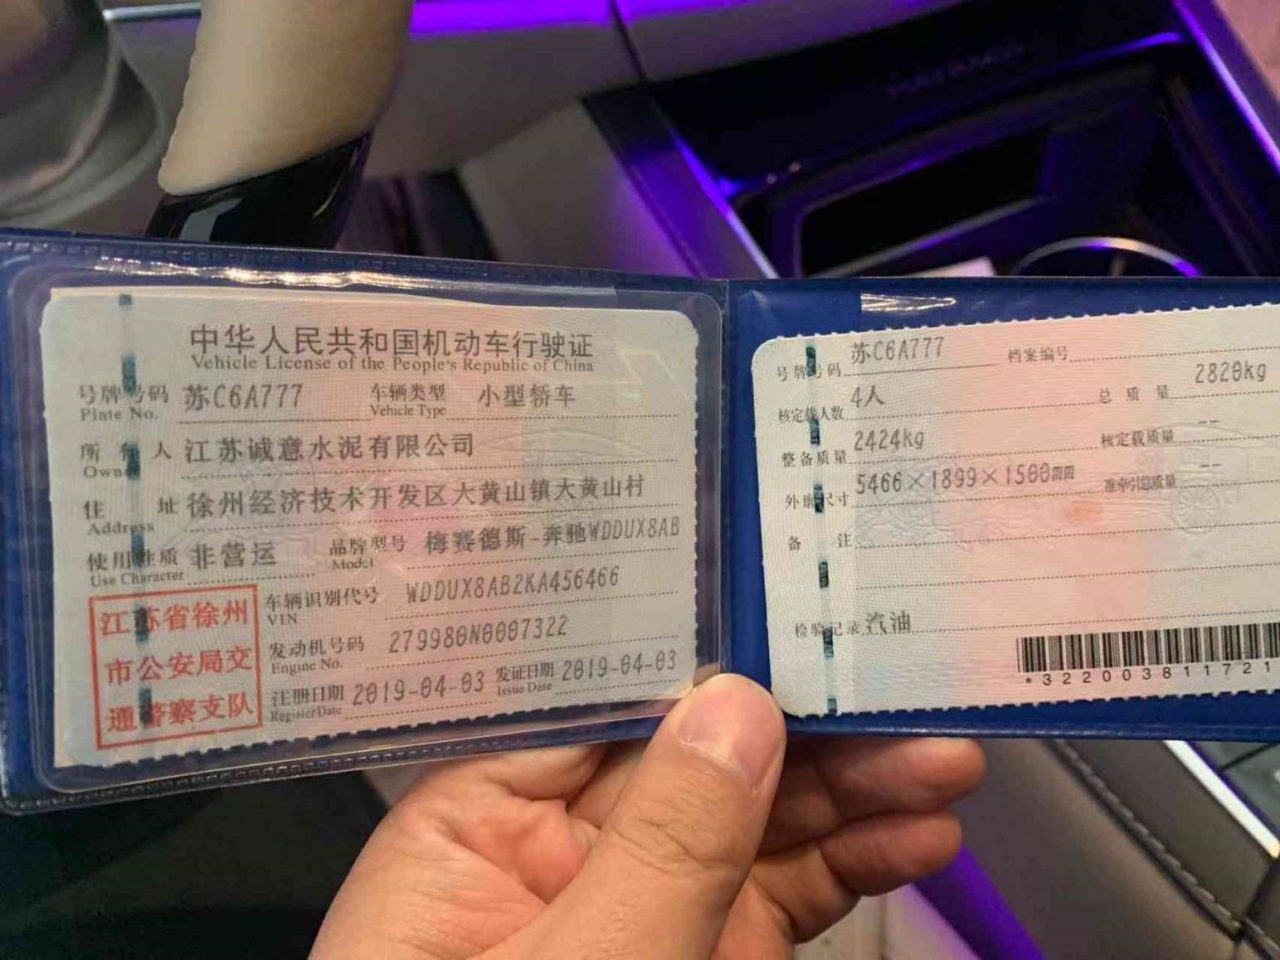 中华人民共和国机动车行驶证
Vehicle License of the People's Republic of China
号牌号码 苏C6A777 车辆类型 小型轿车
Plate No. Vehicle Type
所有人 江苏诚意水泥有限公司
Owner
住址 徐州经济技术开发区大黄山镇大黄山村
Address
使用性质 非营运 品牌型号 梅赛德斯-奔驰WDDUX8AB
Use Character Model
江苏省徐州
市公安局交
通警察支队
车辆识别代号 WDDUX8AB2KA456466
VIN
发动机号码 279980N0007322
Engine No.
注册日期 2019-04-03 发证日期 2019-04-03
Register Date Issue Date
号牌号码 苏C6A777 档案编号
核定载人数 4人 总质量 2820kg
整备质量 2424kg 核定载质量 --
外廓尺寸 5466×1899×1500 准牵引总质量 --
备注
检验记录 汽油
*322003811721